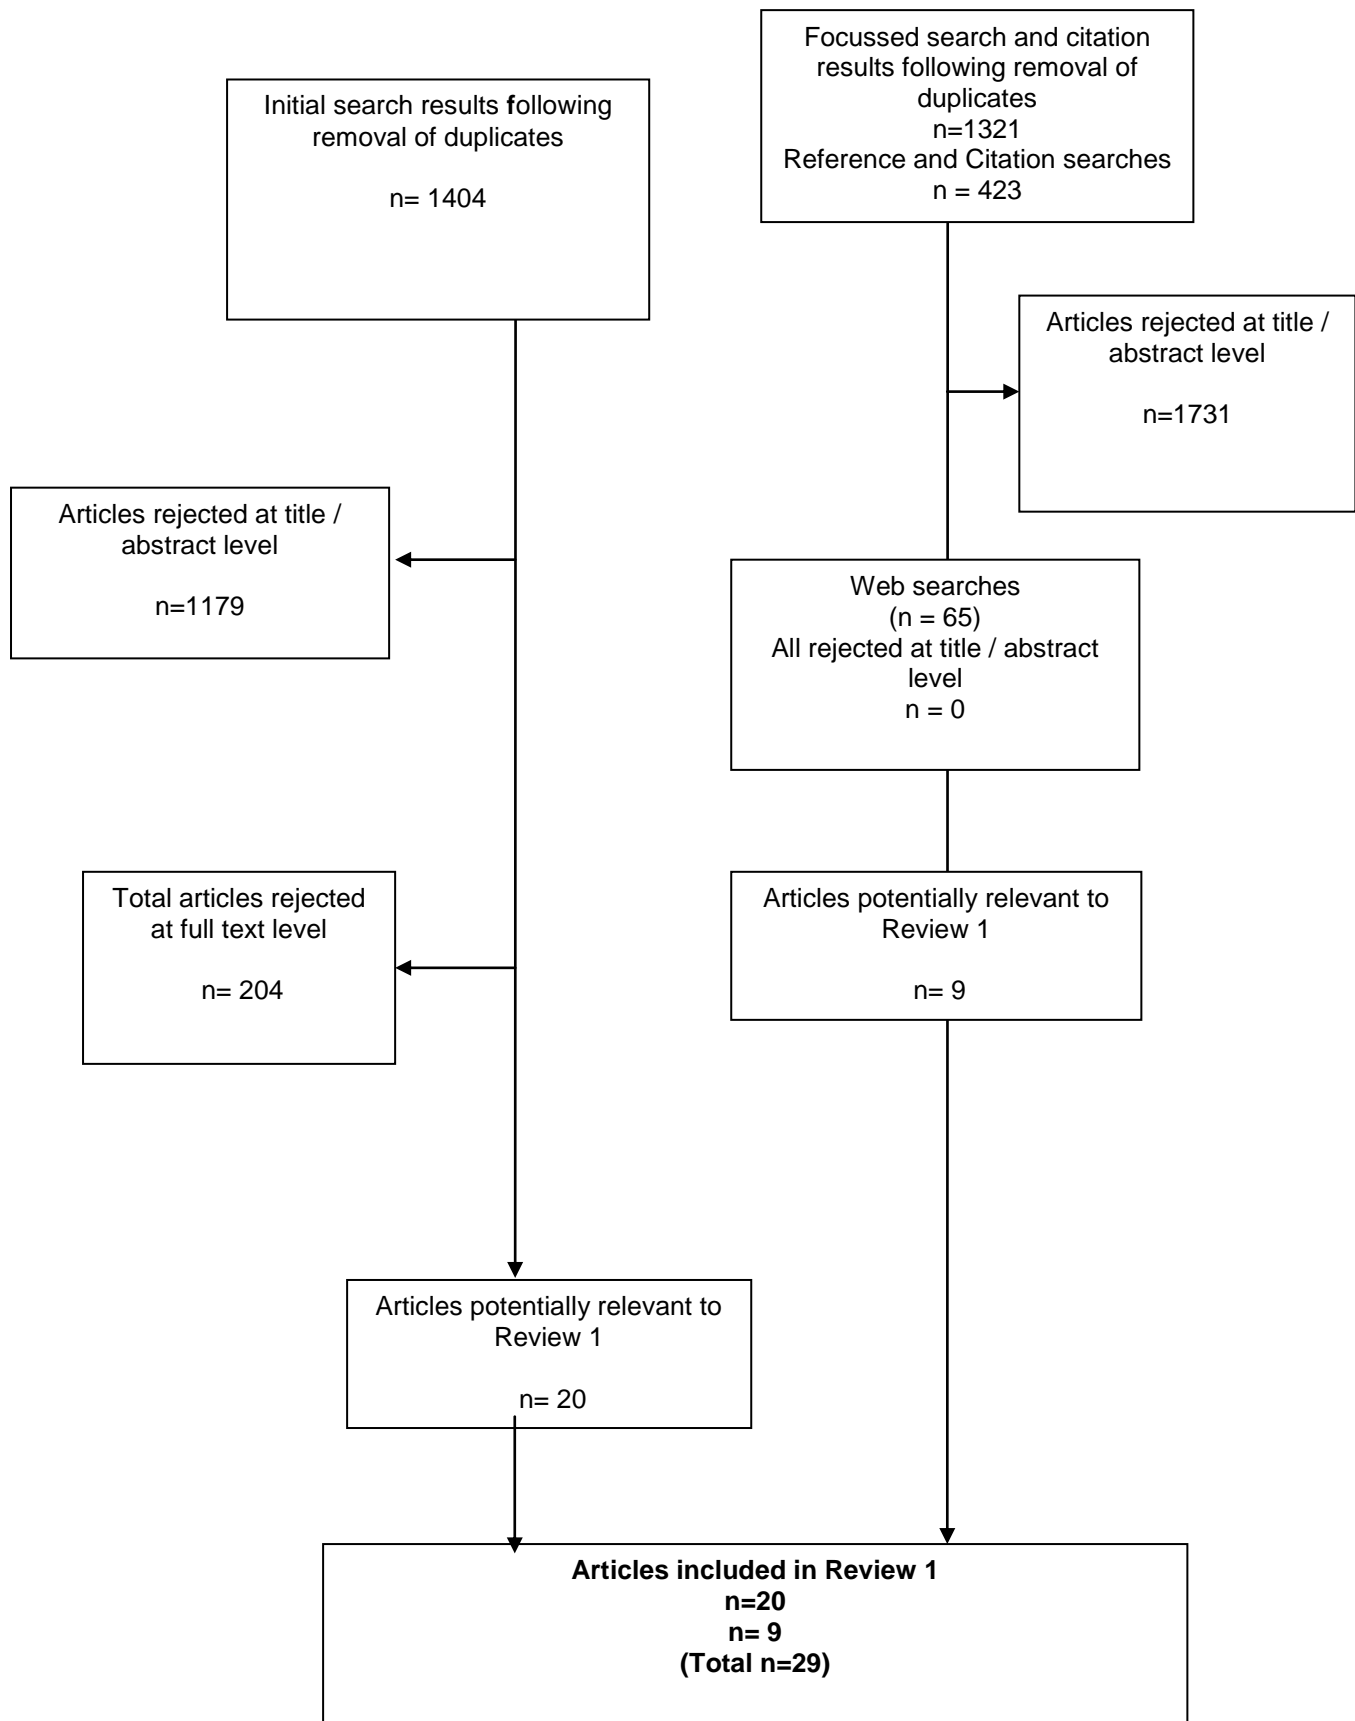 Focussed search and citation
results following removal of
duplicates
n=1321
Reference and Citation searches
n = 423
Initial search results following
removal of duplicates
n= 1404
Articles rejected at title /
abstract level
n=1731
Articles rejected at title /
abstract level
n=1179
Web searches
(n = 65)
All rejected at title / abstract
level
n = 0
Total articles rejected
at full text level
n= 204
Articles potentially relevant to
Review 1
n= 9
Articles potentially relevant to
Review 1
n= 20
Articles included in Review 1
n=20
n= 9
(Total n=29)